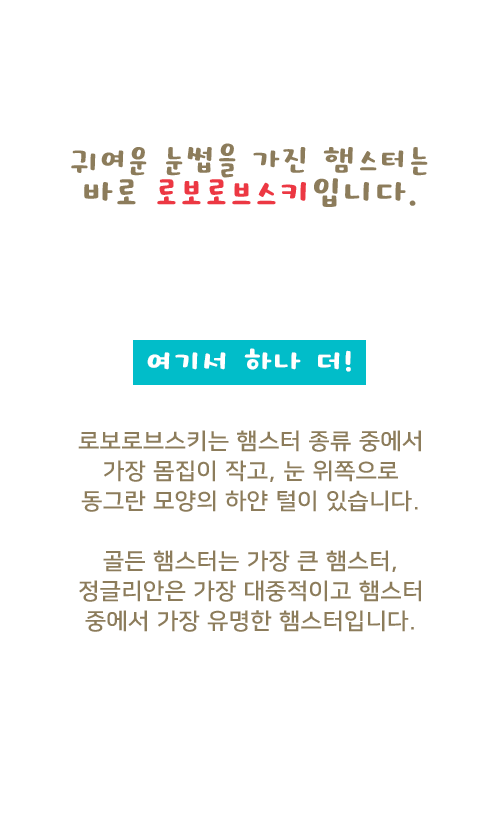 귀여운 눈썹을 가진 햄스터는
바로 로보로브스키입니다.
여기서 하나 더!
로보로브스키는 햄스터 종류 중에서
가장 몸집이 작고, 눈 위쪽으로
동그란 모양의 하얀 털이 있습니다.
골든 햄스터는 가장 큰 햄스터,
정글리안은 가장 대중적이고 햄스터
중에서 가장 유명한 햄스터입니다.